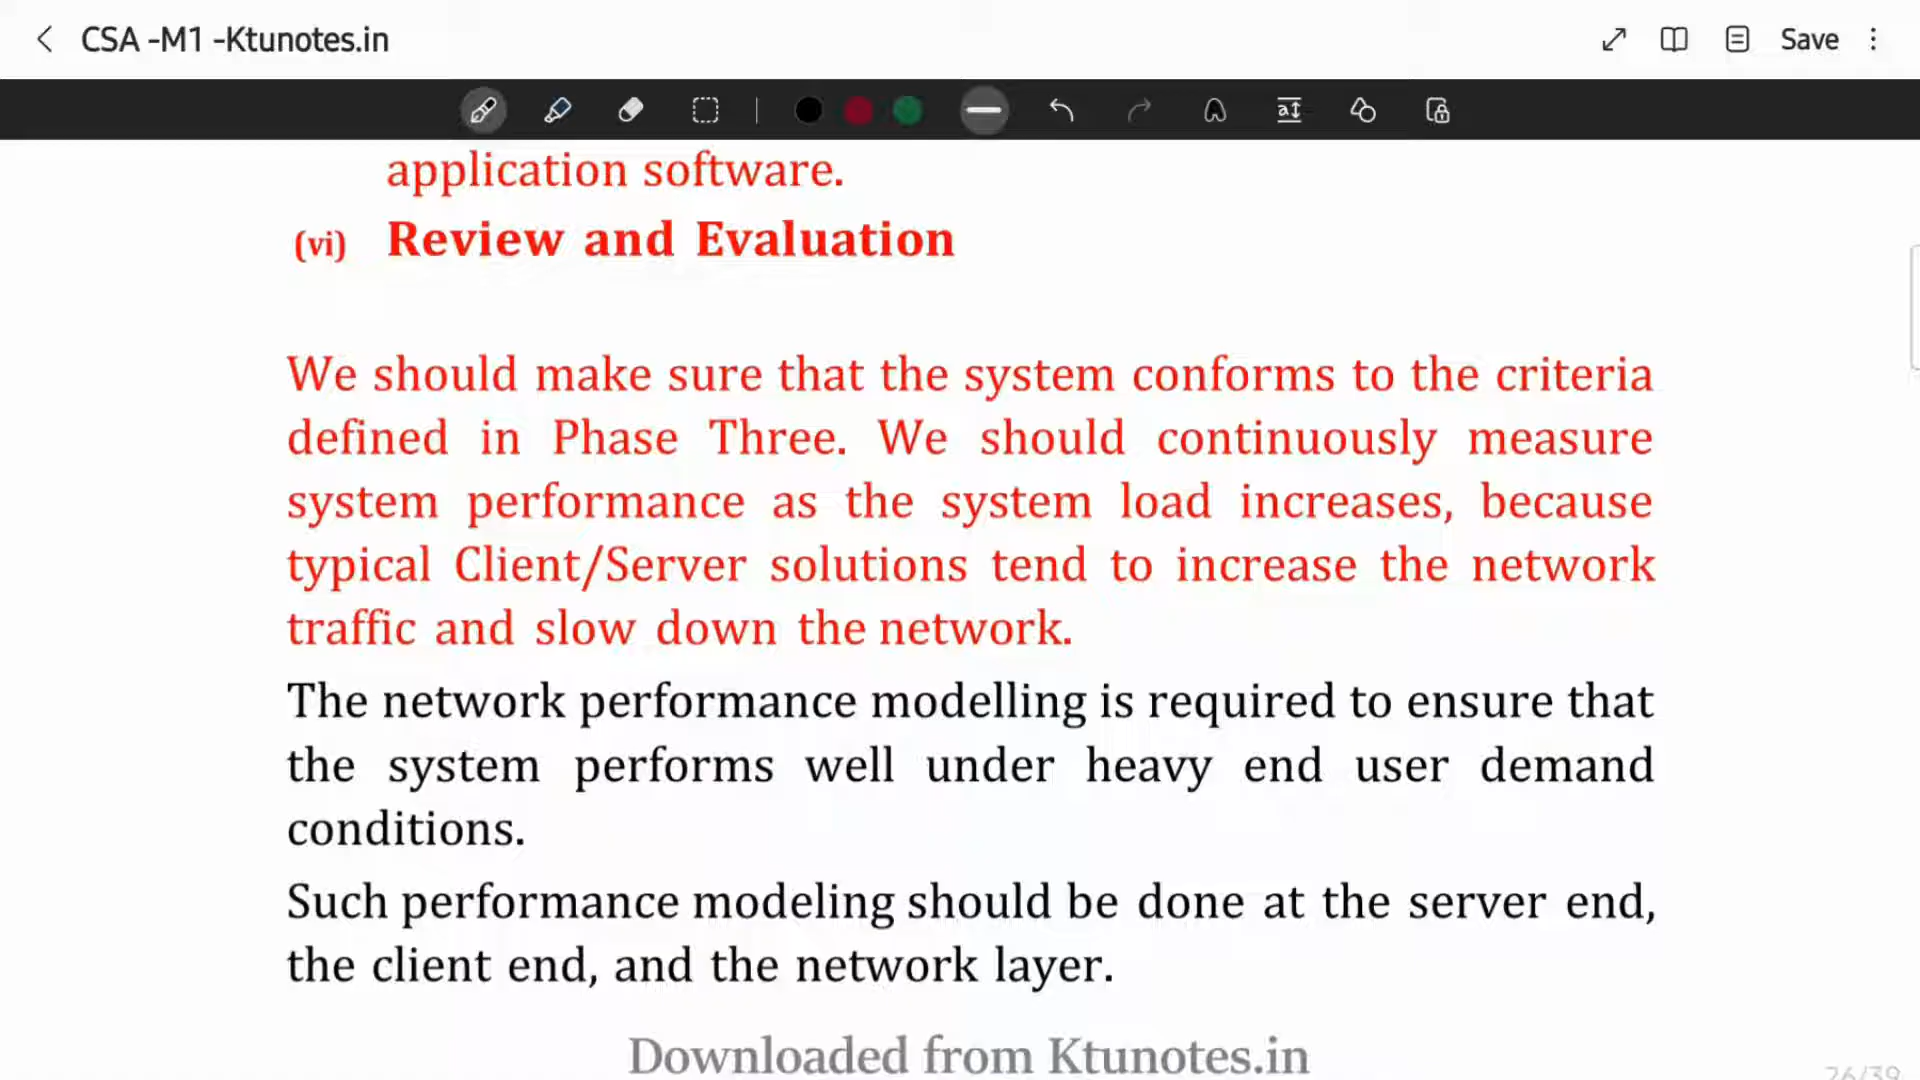 CSA -M1 -Ktunotes.in
Save
application software.
(vi) Review and Evaluation
We should make sure that the system conforms to the criteria
defined in Phase Three. We should continuously measure
system performance as the system load increases, because
typical Client/Server solutions tend to increase the network
traffic and slow down the network.
The network performance modelling is required to ensure that
the system performs well under heavy end user demand
conditions.
Such performance modeling should be done at the server end,
the client end, and the network layer.
Downloaded from Ktunotes.in
26/39